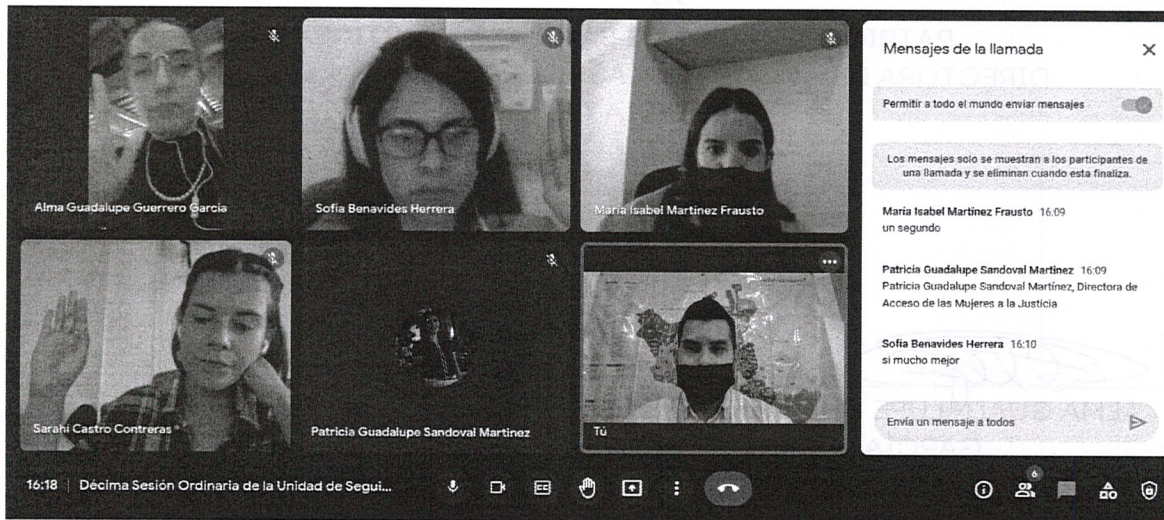 Alma Guadalupe Guerrero García
Sofía Benavides Herrera
María Isabel Martínez Frausto
Sarahí Castro Contreras
Patricia Guadalupe Sandoval Martinez
Tú
Mensajes de la llamada
Permitir a todo el mundo enviar mensajes
Los mensajes solo se muestran a los participantes de
una llamada y se eliminan cuando esta finaliza.
María Isabel Martínez Frausto 16:09
un segundo
Patricia Guadalupe Sandoval Martinez 16:09
Patricia Guadalupe Sandoval Martínez, Directora de
Acceso de las Mujeres a la Justicia
Sofía Benavides Herrera 16:10
si mucho mejor
Envía un mensaje a todos
16:18 | Décima Sesión Ordinaria de la Unidad de Segui...
CC
6